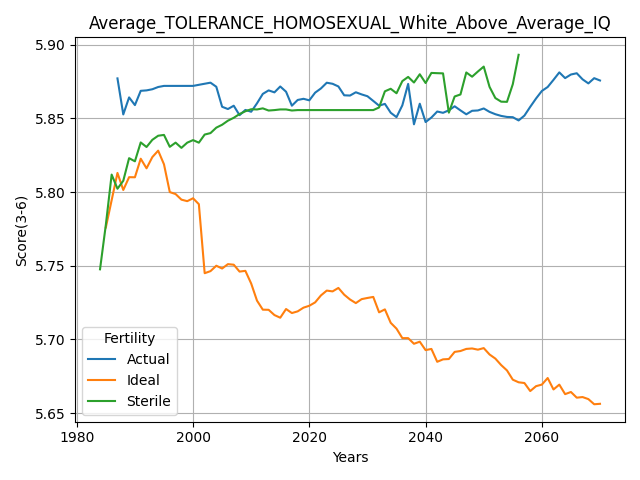 Average_TOLERANCE_HOMOSEXUAL_White_Above_Average_IQ
5.90
5.85
5.80
5.75
5.70
5.65
Score(3-6)
Fertility
Actual
Ideal
Sterile
1980
2000
2020
2040
2060
Years